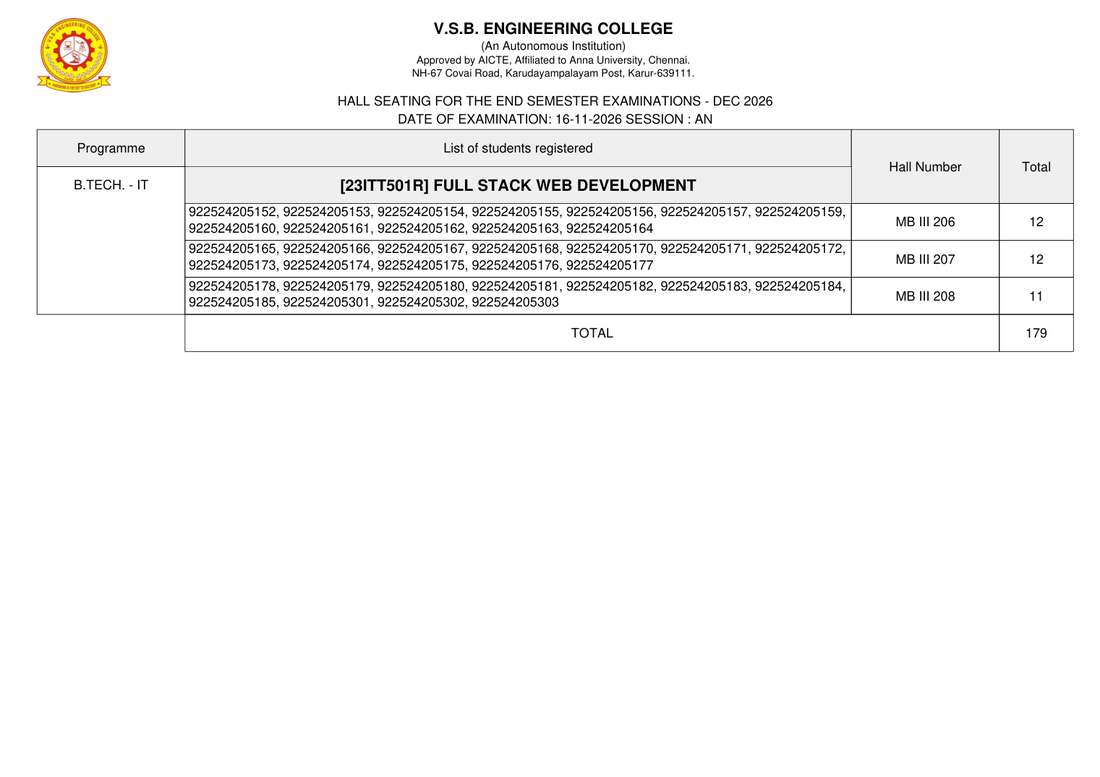 V.S.B. ENGINEERING COLLEGE
(An Autonomous Institution)
Approved by AICTE, Affiliated to Anna University, Chennai.
NH-67 Covai Road, Karudayampalayam Post, Karur-639111.
HALL SEATING FOR THE END SEMESTER EXAMINATIONS - DEC 2026
DATE OF EXAMINATION: 16-11-2026 SESSION : AN
Programme
List of students registered
Hall Number
Total
B.TECH. - IT
[23ITT501R] FULL STACK WEB DEVELOPMENT
922524205152, 922524205153, 922524205154, 922524205155, 922524205156, 922524205157, 922524205159,
922524205160, 922524205161, 922524205162, 922524205163, 922524205164
MB III 206
12
922524205165, 922524205166, 922524205167, 922524205168, 922524205170, 922524205171, 922524205172,
922524205173, 922524205174, 922524205175, 922524205176, 922524205177
MB III 207
12
922524205178, 922524205179, 922524205180, 922524205181, 922524205182, 922524205183, 922524205184,
922524205185, 922524205301, 922524205302, 922524205303
MB III 208
11
TOTAL
179